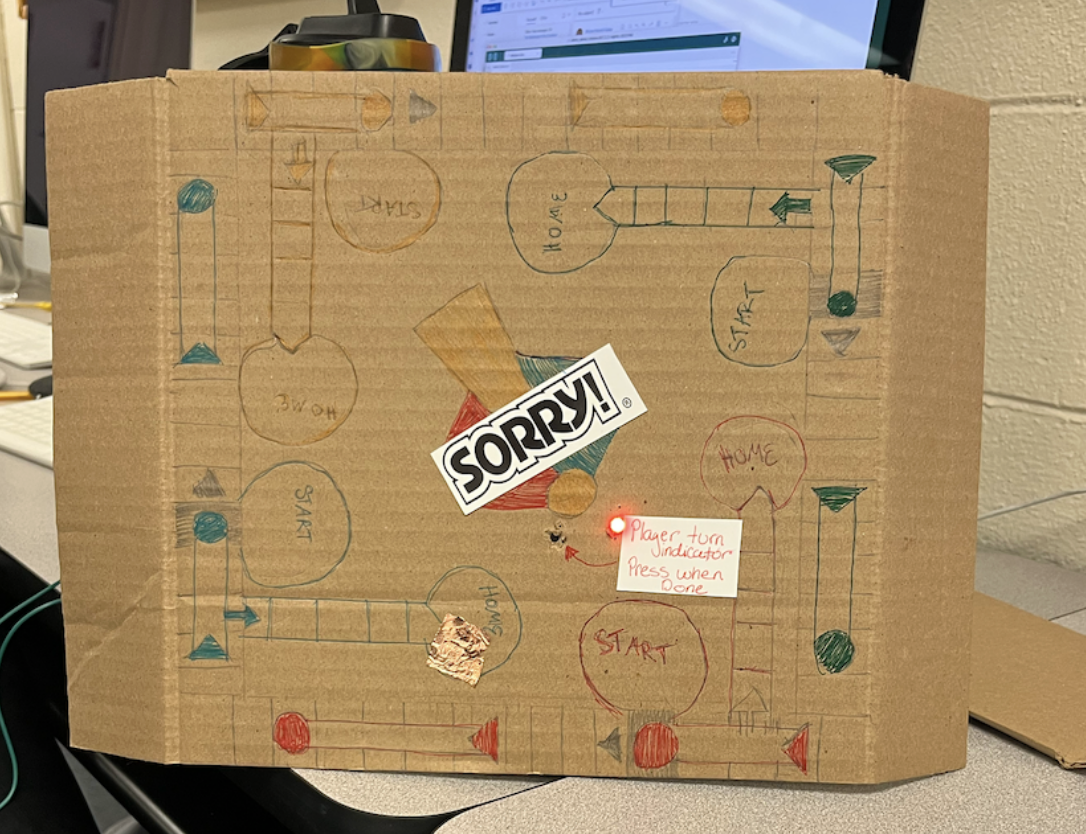 START
HOME
START
HOME
SORRY!
®
HOME
START
Player turn
indicator
Press when
Done
HOME
START